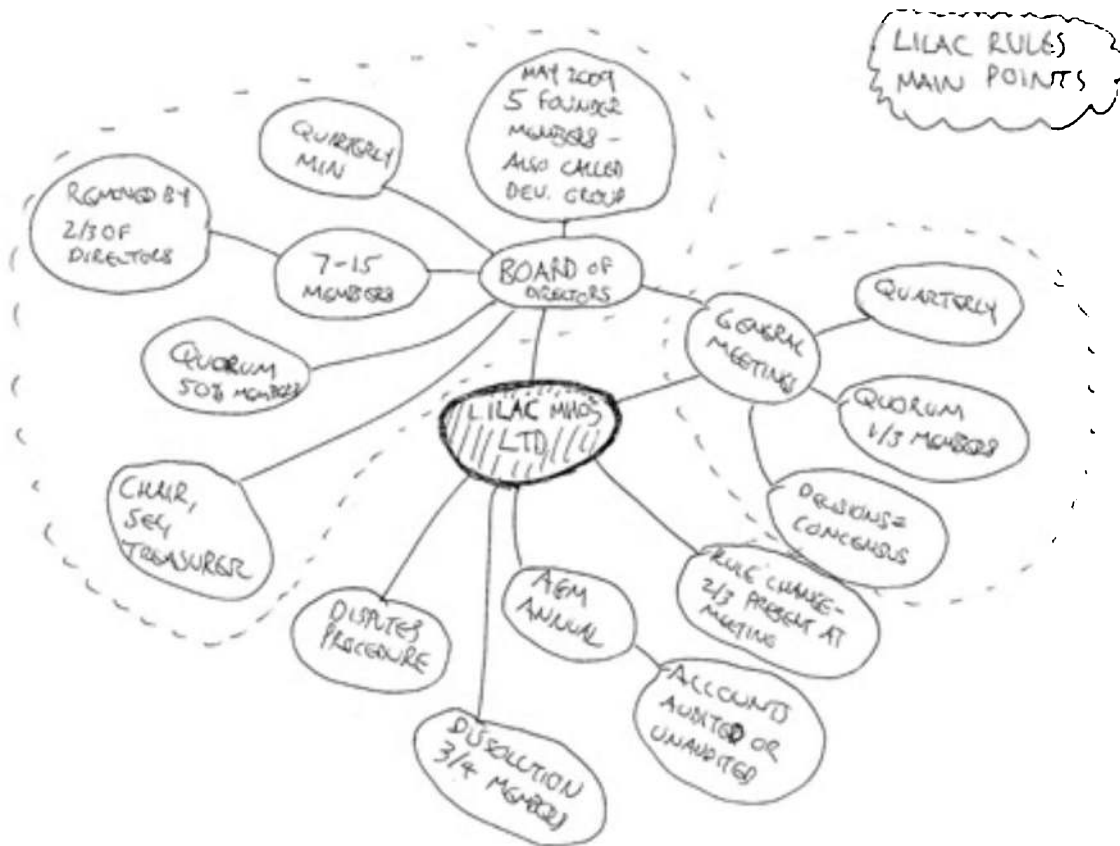 LILAC RULES
MAIN POINTS
MAY 2009
5 FOUNDER
MEMBERS -
ALSO CALLED
DEV. GROUP
QUARTERLY
MIN
REMOVED BY
2/3 OF
DIRECTORS
7-15
MEMBERS
BOARD OF
DIRECTORS
QUORUM
50% MEMBERS
CHAIR,
SEC,
TREASURER
GENERAL
MEETINGS
QUARTERLY
QUORUM
1/3 MEMBERS
DECISIONS =
CONCENSUS
LILAC MHOS
LTD
RULE CHANGE -
2/3 PRESENT AT
MEETING
AGM
ANNUAL
ACCOUNTS
AUDITED OR
UNAUDITED
DISPUTES
PROCEDURE
DISSOLUTION
3/4 MEMBERS